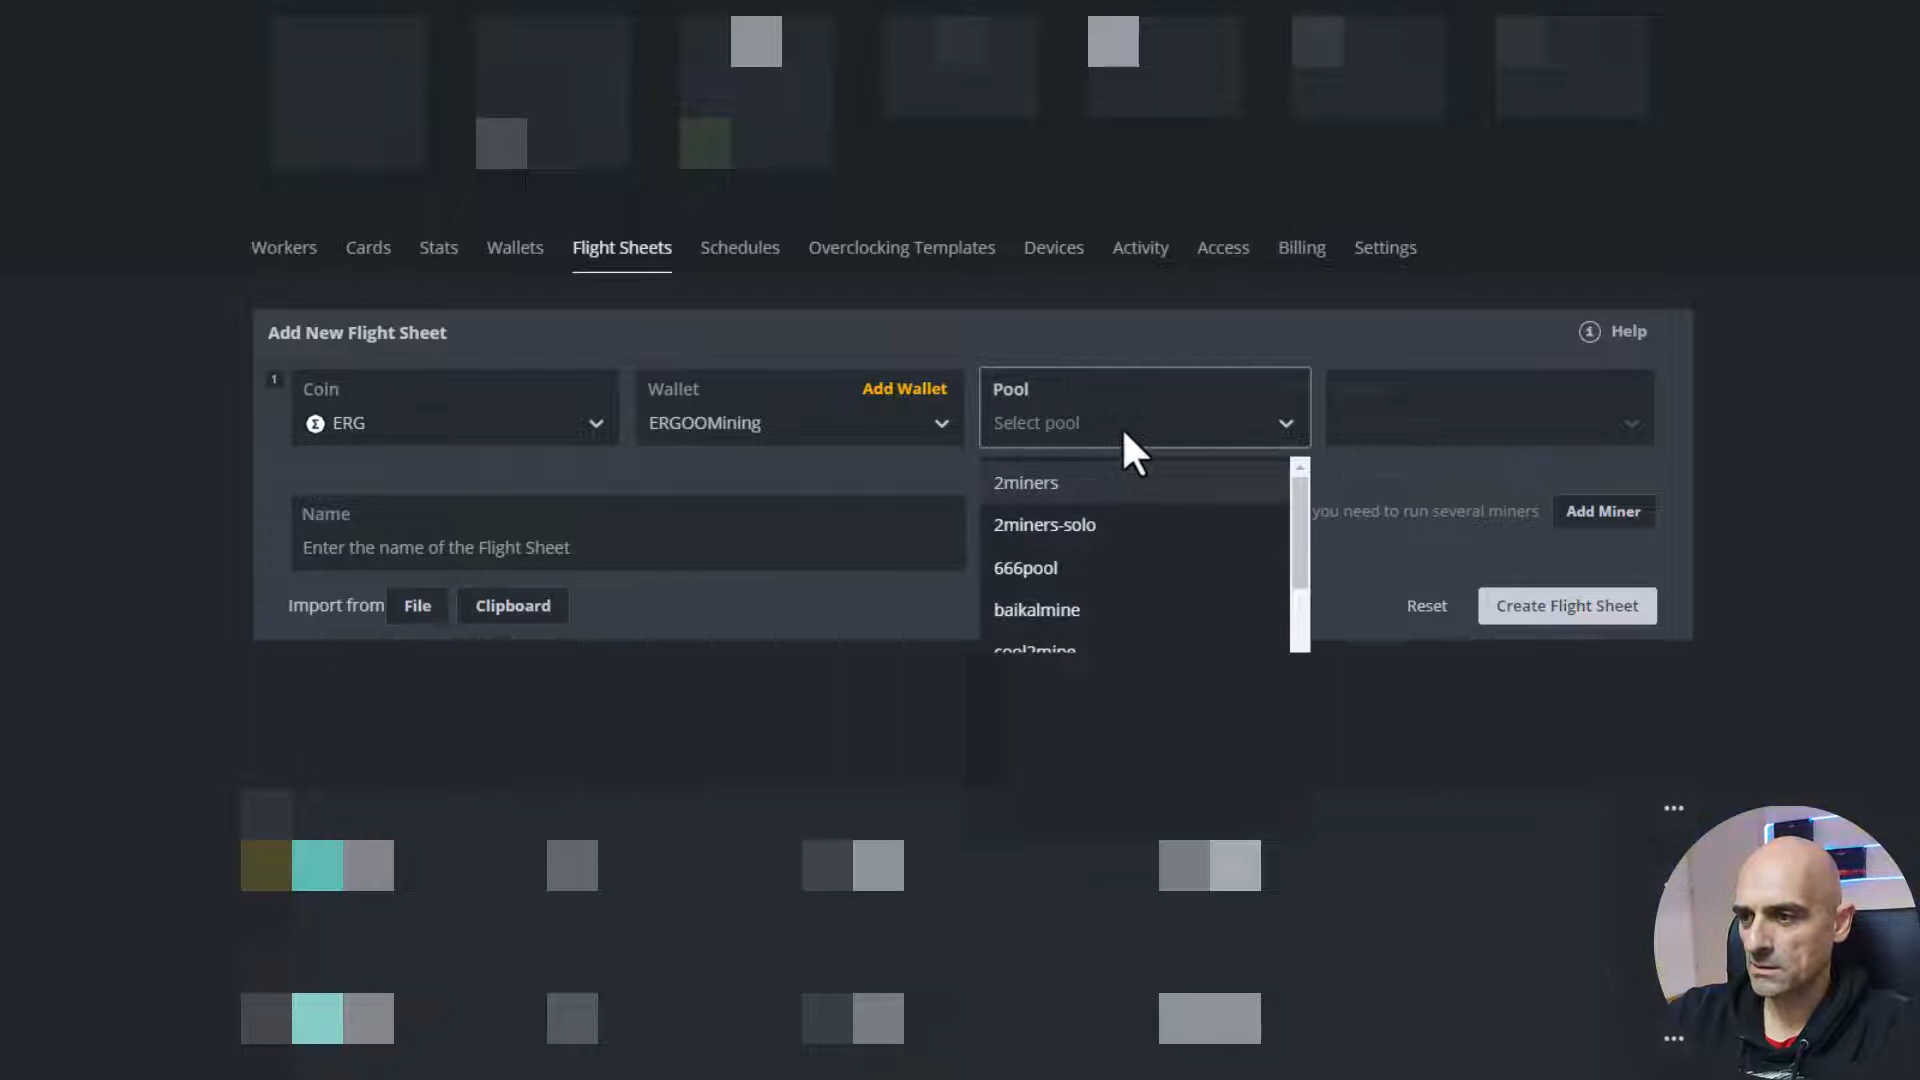 Workers Cards Stats Wallets Flight Sheets Schedules Overclocking Templates Devices Activity Access Billing Settings
Add New Flight Sheet
Help
1
Coin
ERG
Wallet
Add Wallet
ERGOOMining
Pool
Select pool
2miners
2miners-solo
666pool
baikalmine
cool2mine
Name
Enter the name of the Flight Sheet
you need to run several miners
Add Miner
Import from File Clipboard
Reset
Create Flight Sheet